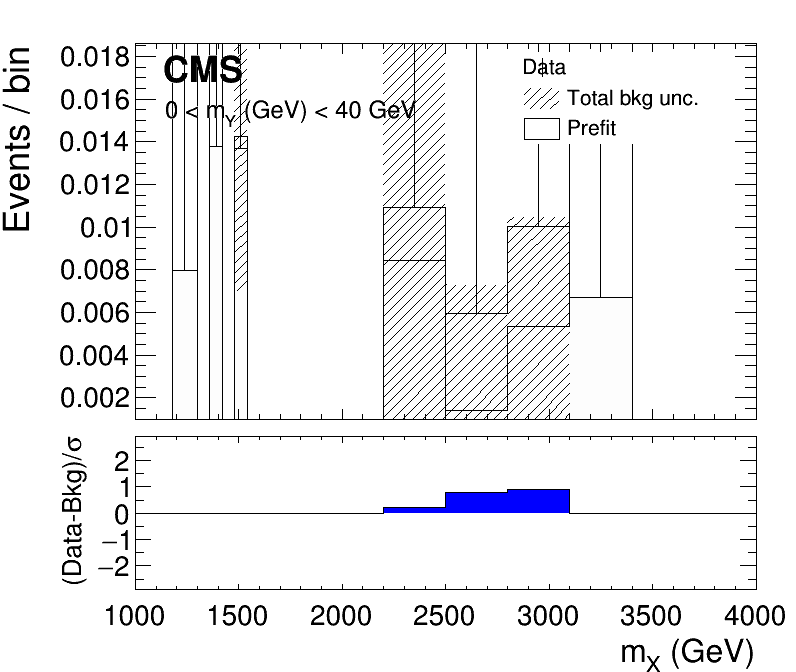 CMS
0 < mY (GeV) < 40 GeV
Data
Total bkg unc.
Prefit
Events / bin
0.018
0.016
0.014
0.012
0.01
0.008
0.006
0.004
0.002
(Data-Bkg)/σ
2
1
0
−1
−2
1000 1500 2000 2500 3000 3500 4000
mX (GeV)